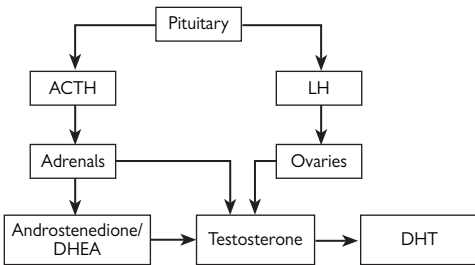 Pituitary
ACTH
LH
Adrenals
Ovaries
Androstenedione/
DHEA
Testosterone
DHT